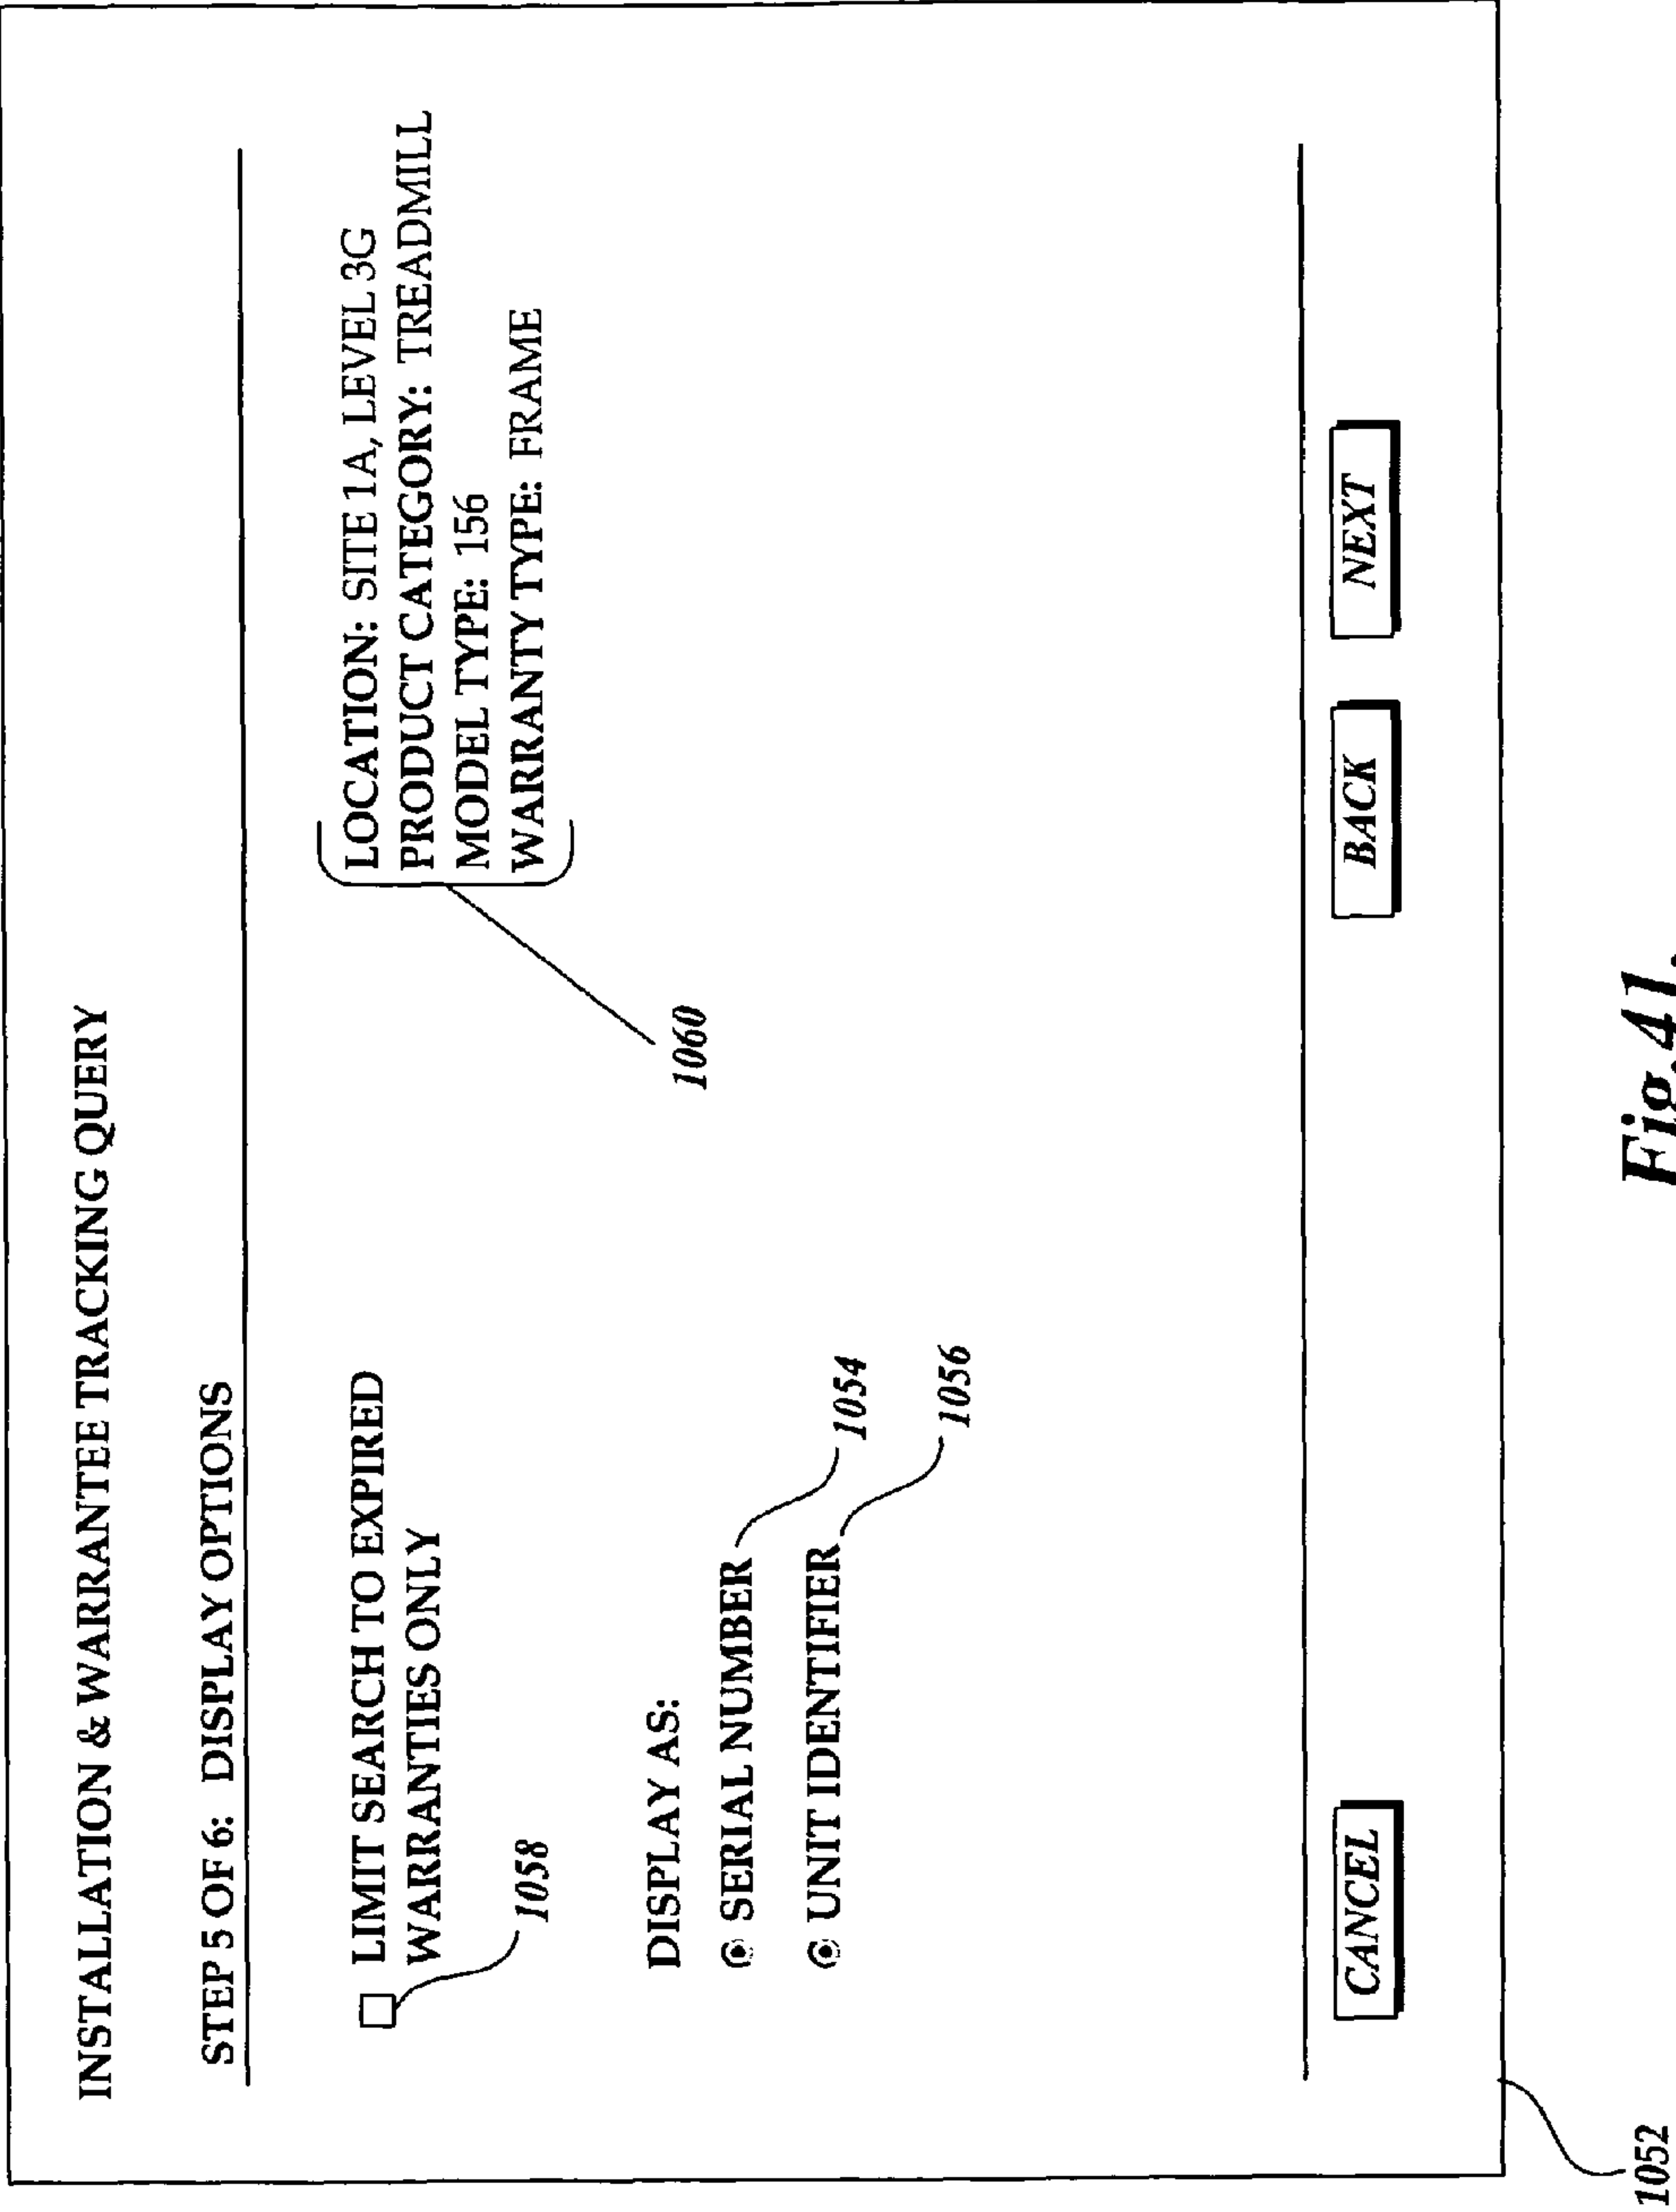 INSTALLATION & WARRANTEE TRACKING QUERY
STEP 5 OF 6: DISPLAY OPTIONS
LIMIT SEARCH TO EXPIRED
WARRANTIES ONLY
1058
DISPLAY AS:
SERIAL NUMBER
1054
UNIT IDENTIFIER
1056
LOCATION: SITE 1A, LEVEL 3G
PRODUCT CATEGORY: TREADMILL
MODEL TYPE: 156
WARRANTY TYPE: FRAME
1060
CANCEL
BACK
NEXT
1052
Fig.41.